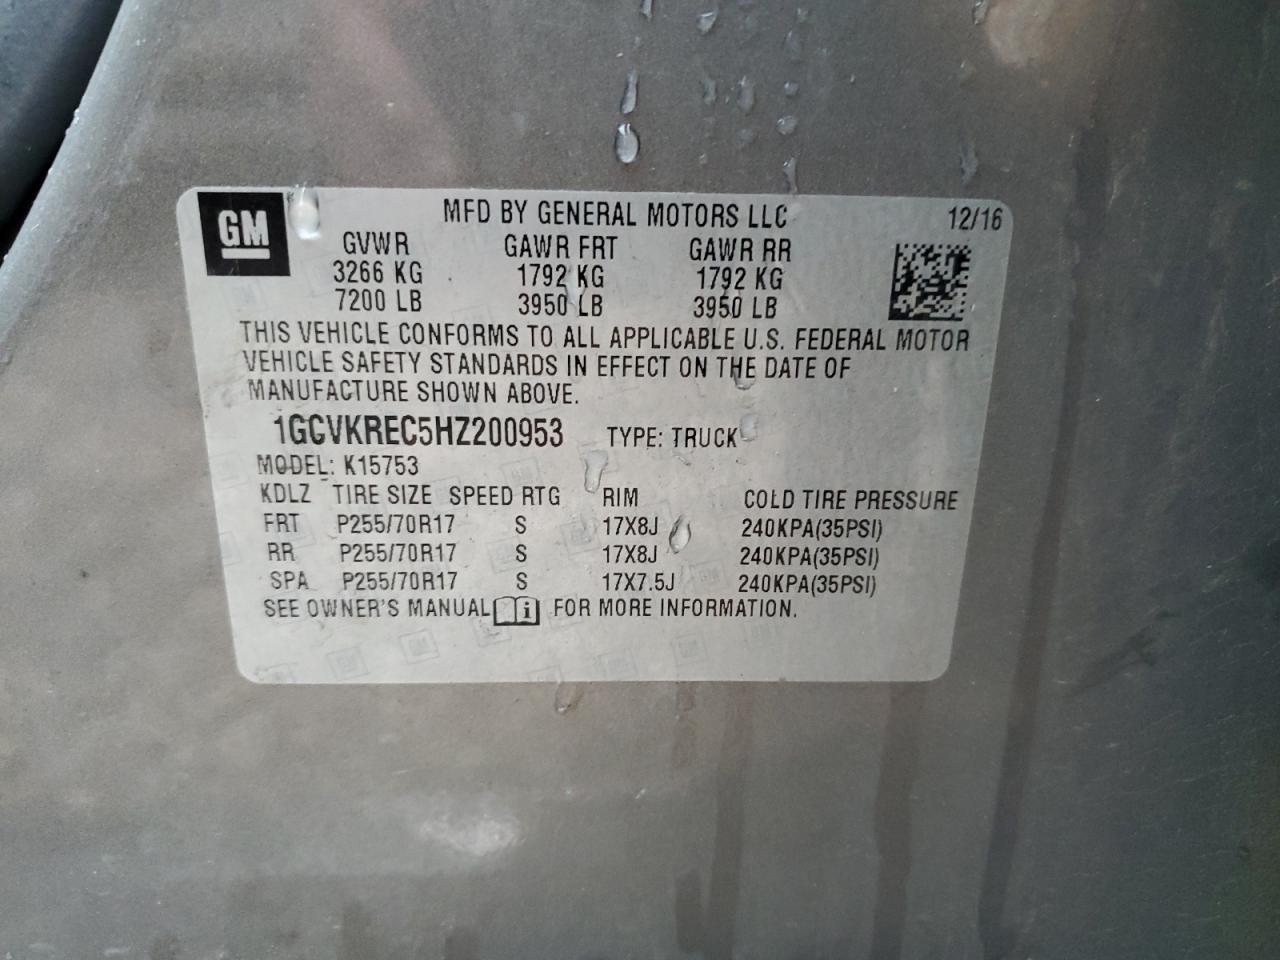 GM
MFD BY GENERAL MOTORS LLC 12/16
GVWR GAWR FRT GAWR RR
3266 KG 1792 KG 1792 KG
7200 LB 3950 LB 3950 LB
THIS VEHICLE CONFORMS TO ALL APPLICABLE U.S. FEDERAL MOTOR
VEHICLE SAFETY STANDARDS IN EFFECT ON THE DATE OF
MANUFACTURE SHOWN ABOVE.
1GCVKREC5HZ200953 TYPE: TRUCK
MODEL: K15753
KDLZ TIRE SIZE SPEED RTG RIM COLD TIRE PRESSURE
FRT P255/70R17 S 17X8J 240KPA(35PSI)
RR P255/70R17 S 17X8J 240KPA(35PSI)
SPA P255/70R17 S 17X7.5J 240KPA(35PSI)
SEE OWNER'S MANUAL i FOR MORE INFORMATION.